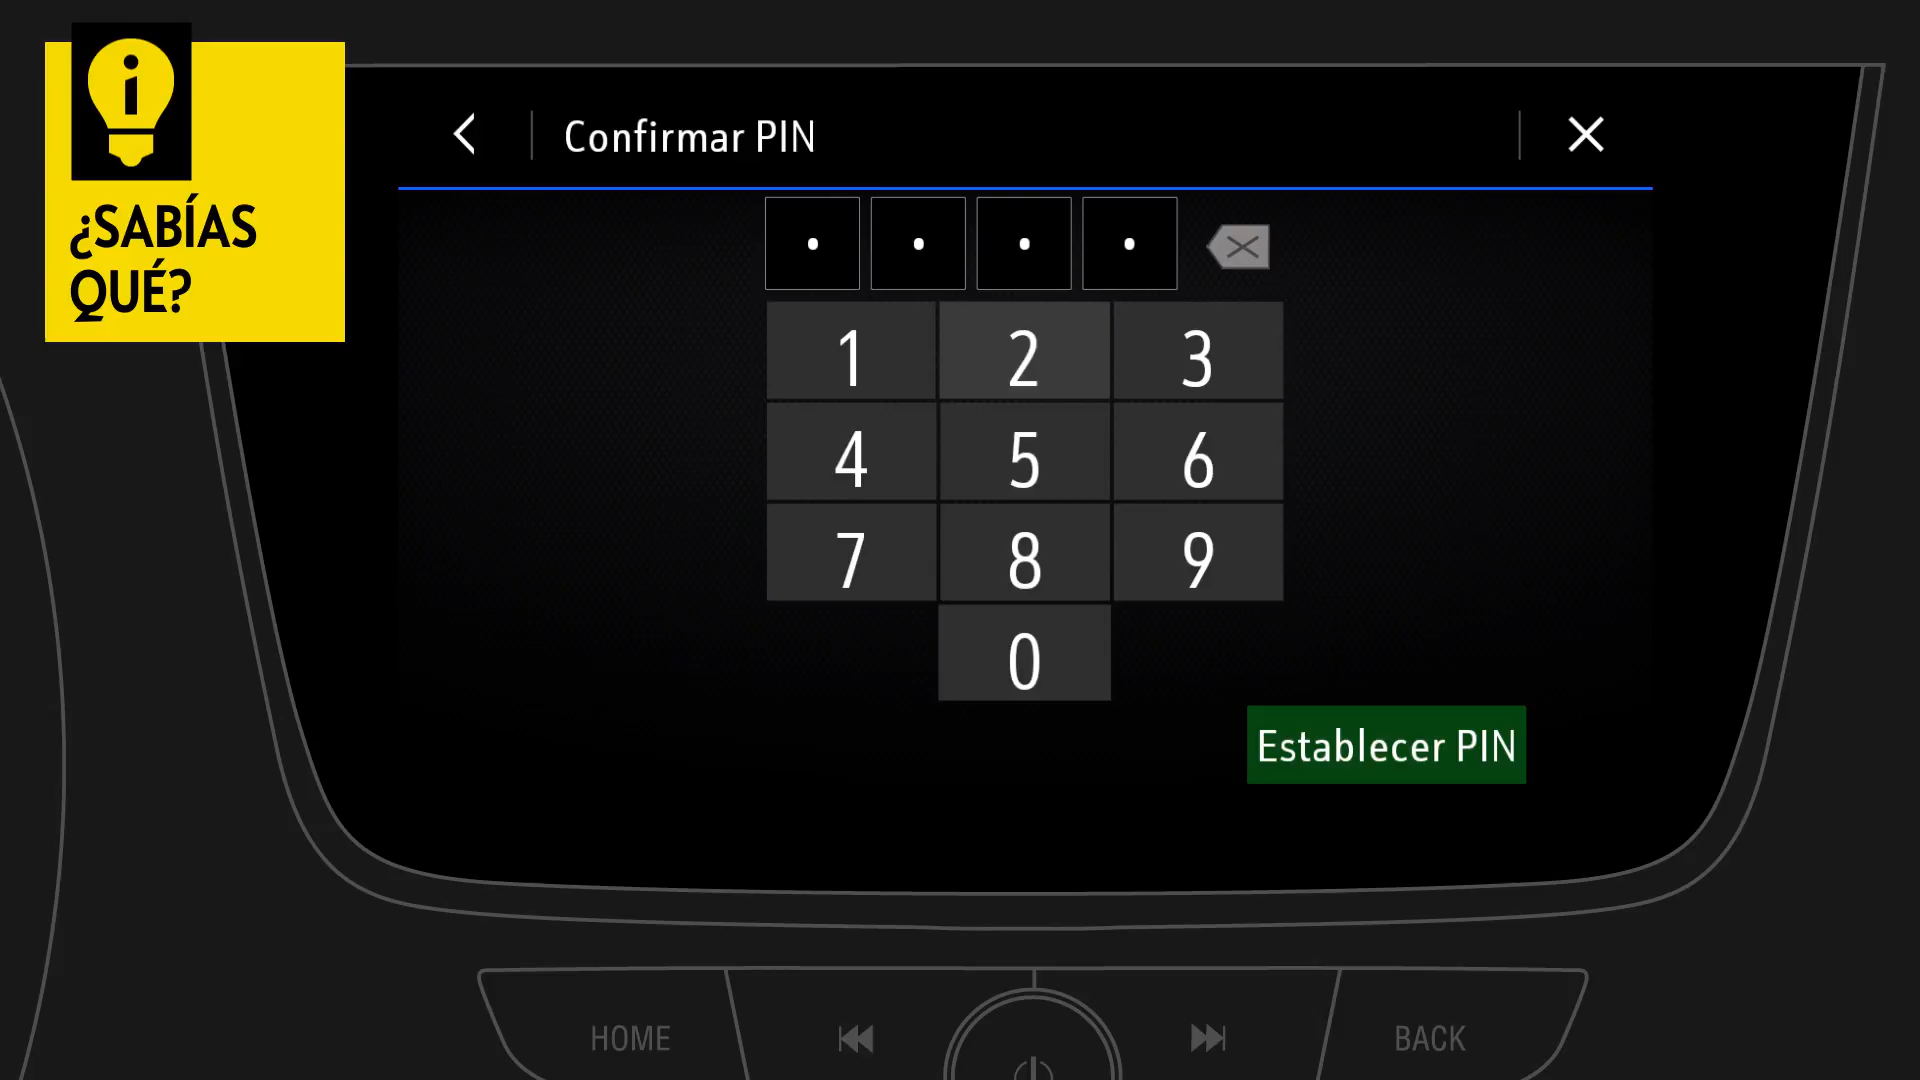 ¿SABÍAS
QUÉ?
Confirmar PIN
1 2 3
4 5 6
7 8 9
0
Establecer PIN
HOME
BACK